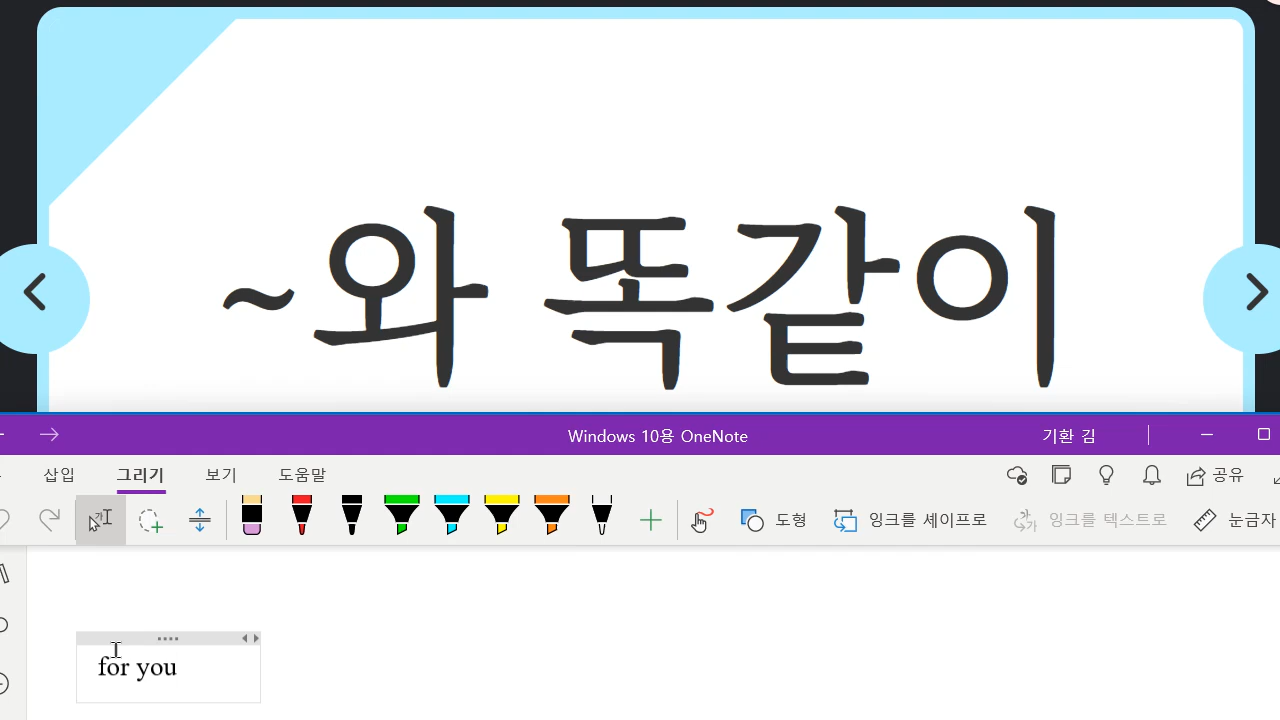 ~와 똑같이
Windows 10용 OneNote
기환 김
삽입 그리기 보기 도움말
공유
도형 잉크를 셰이프로 잉크를 텍스트로 눈금자
for you